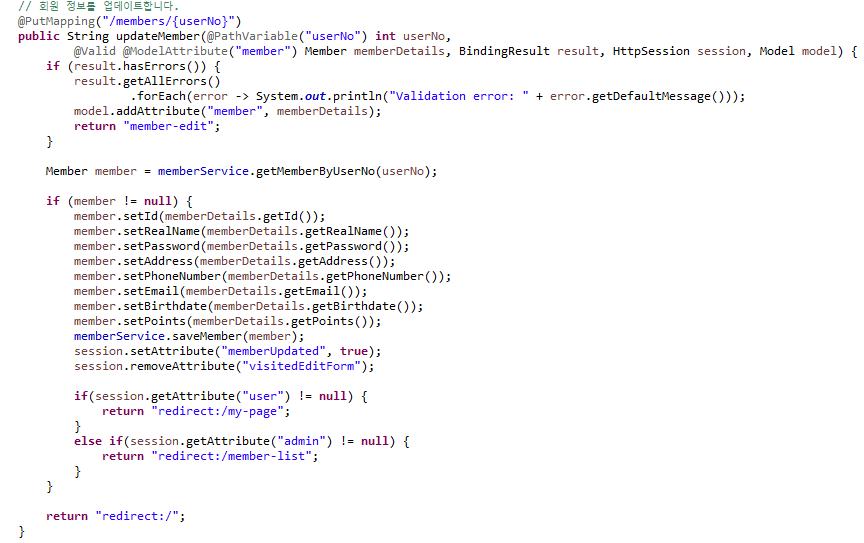 // 회원 정보를 업데이트합니다.
@PutMapping("/members/{userNo}")
public String updateMember(@PathVariable("userNo") int userNo,
        @Valid @ModelAttribute("member") Member memberDetails, BindingResult result, HttpSession session, Model model) {
    if (result.hasErrors()) {
        result.getAllErrors()
                .forEach(error -> System.out.println("Validation error: " + error.getDefaultMessage()));
        model.addAttribute("member", memberDetails);
        return "member-edit";
    }

    Member member = memberService.getMemberByUserNo(userNo);

    if (member != null) {
        member.setId(memberDetails.getId());
        member.setRealName(memberDetails.getRealName());
        member.setPassword(memberDetails.getPassword());
        member.setAddress(memberDetails.getAddress());
        member.setPhoneNumber(memberDetails.getPhoneNumber());
        member.setEmail(memberDetails.getEmail());
        member.setBirthdate(memberDetails.getBirthdate());
        member.setPoints(memberDetails.getPoints());
        memberService.saveMember(member);
        session.setAttribute("memberUpdated", true);
        session.removeAttribute("visitedEditForm");

        if(session.getAttribute("user") != null) {
            return "redirect:/my-page";
        }
        else if(session.getAttribute("admin") != null) {
            return "redirect:/member-list";
        }
    }

    return "redirect:/";
}